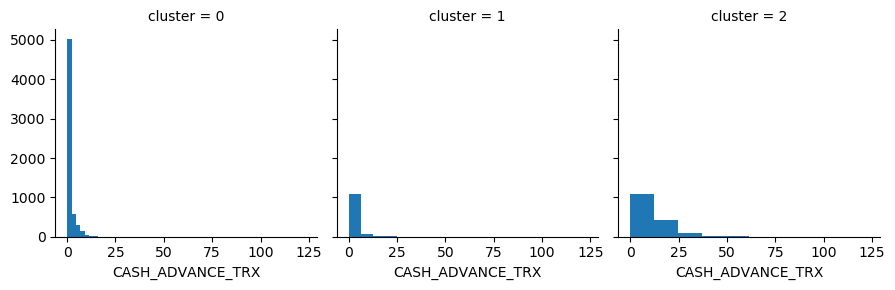 cluster = 0
cluster = 1
cluster = 2
5000
4000
3000
2000
1000
0
0 25 50 75 100 125
0 25 50 75 100 125
0 25 50 75 100 125
CASH_ADVANCE_TRX
CASH_ADVANCE_TRX
CASH_ADVANCE_TRX